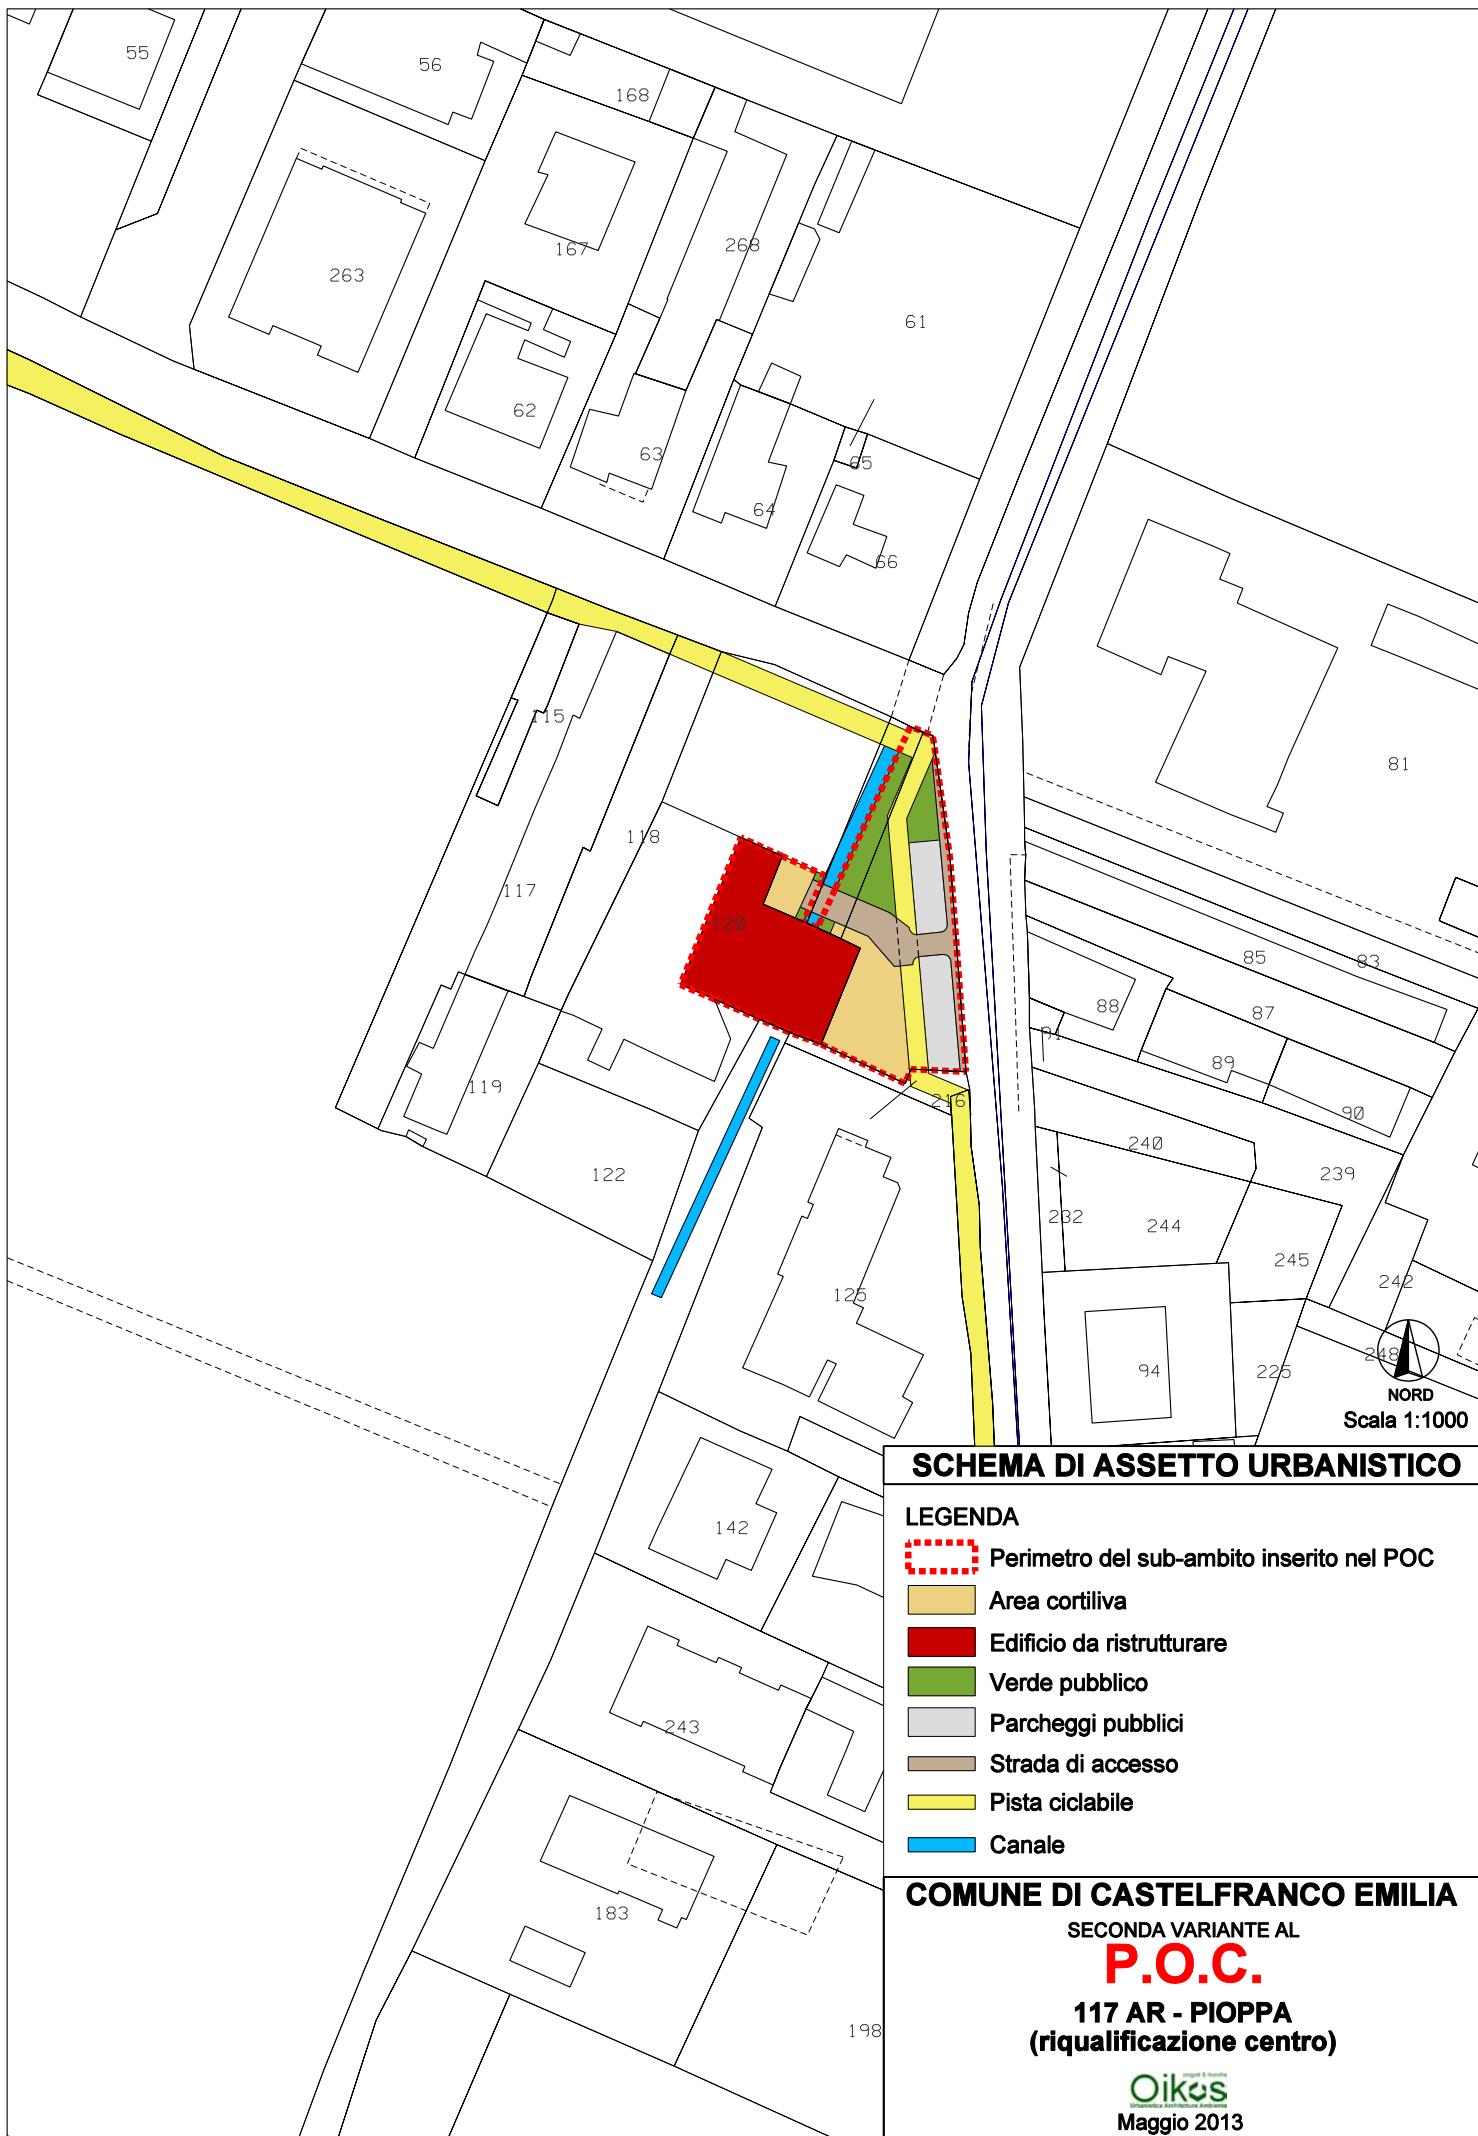 55
56
168
167
268
263
61
62
63
65
64
66
81
115
118
117
120
83
85
88
87
91
89
119
216
90
240
239
122
232
244
245
242
125
248
94
225
NORD
Scala 1:1000
142
243
183
198
SCHEMA DI ASSETTO URBANISTICO
LEGENDA
Perimetro del sub-ambito inserito nel POC
Area cortiliva
Edificio da ristrutturare
Verde pubblico
Parcheggi pubblici
Strada di accesso
Pista ciclabile
Canale
COMUNE DI CASTELFRANCO EMILIA
SECONDA VARIANTE AL
P.O.C.
117 AR - PIOPPA
(riqualificazione centro)
Oikos
Urbanistica Architettura Ambiente
Maggio 2013